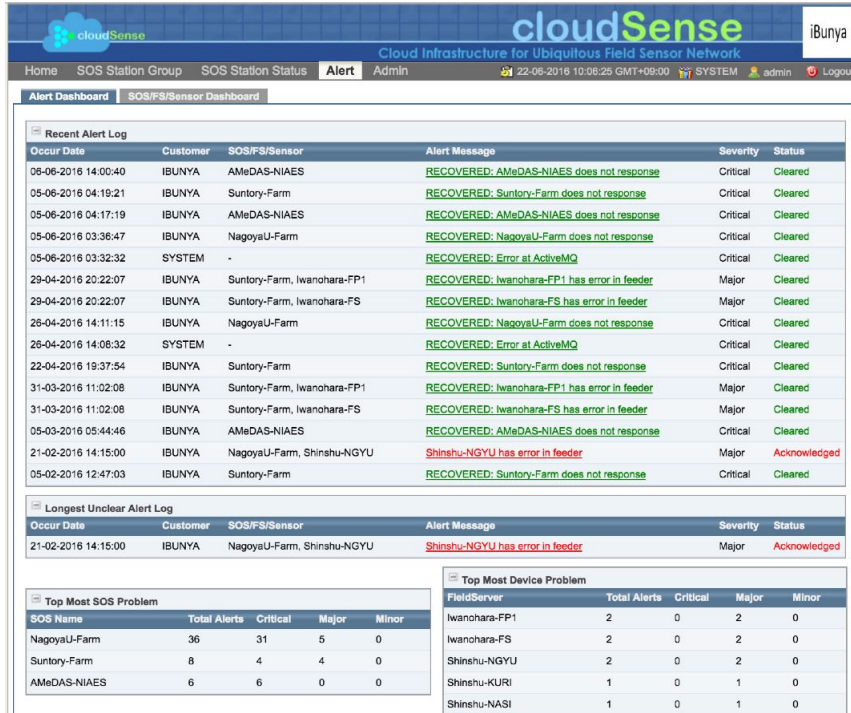 cloudSense
cloudSense
Cloud Infrastructure for Ubiquitous Field Sensor Network
iBunya
Home SOS Station Group SOS Station Status Alert Admin 22-06-2016 10:06:25 GMT+09:00 SYSTEM admin Logou
Alert Dashboard SOS/FS/Sensor Dashboard
Recent Alert Log
Occur Date Customer SOS/FS/Sensor Alert Message Severity Status
06-06-2016 14:00:40 IBUNYA AMeDAS-NIAES RECOVERED: AMeDAS-NIAES does not response Critical Cleared
05-06-2016 04:19:21 IBUNYA Suntory-Farm RECOVERED: Suntory-Farm does not response Critical Cleared
05-06-2016 04:17:19 IBUNYA AMeDAS-NIAES RECOVERED: AMeDAS-NIAES does not response Critical Cleared
05-06-2016 03:36:47 IBUNYA NagoyaU-Farm RECOVERED: NagoyaU-Farm does not response Critical Cleared
05-06-2016 03:32:32 SYSTEM - RECOVERED: Error at ActiveMQ Critical Cleared
29-04-2016 20:22:07 IBUNYA Suntory-Farm, Iwanohara-FP1 RECOVERED: Iwanohara-FP1 has error in feeder Major Cleared
29-04-2016 20:22:07 IBUNYA Suntory-Farm, Iwanohara-FS RECOVERED: Iwanohara-FS has error in feeder Major Cleared
26-04-2016 14:11:15 IBUNYA NagoyaU-Farm RECOVERED: NagoyaU-Farm does not response Critical Cleared
26-04-2016 14:08:32 SYSTEM - RECOVERED: Error at ActiveMQ Critical Cleared
22-04-2016 19:37:54 IBUNYA Suntory-Farm RECOVERED: Suntory-Farm does not response Critical Cleared
31-03-2016 11:02:08 IBUNYA Suntory-Farm, Iwanohara-FP1 RECOVERED: Iwanohara-FP1 has error in feeder Major Cleared
31-03-2016 11:02:08 IBUNYA Suntory-Farm, Iwanohara-FS RECOVERED: Iwanohara-FS has error in feeder Major Cleared
05-03-2016 05:44:46 IBUNYA AMeDAS-NIAES RECOVERED: AMeDAS-NIAES does not response Critical Cleared
21-02-2016 14:15:00 IBUNYA NagoyaU-Farm, Shinshu-NGYU Shinshu-NGYU has error in feeder Major Acknowledged
05-02-2016 12:47:03 IBUNYA Suntory-Farm RECOVERED: Suntory-Farm does not response Critical Cleared
Longest Unclear Alert Log
Occur Date Customer SOS/FS/Sensor Alert Message Severity Status
21-02-2016 14:15:00 IBUNYA NagoyaU-Farm, Shinshu-NGYU Shinshu-NGYU has error in feeder Major Acknowledged
Top Most SOS Problem
SOS Name Total Alerts Critical Major Minor
NagoyaU-Farm 36 31 5 0
Suntory-Farm 8 4 4 0
AMeDAS-NIAES 6 6 0 0
Top Most Device Problem
FieldServer Total Alerts Critical Major Minor
Iwanohara-FP1 2 0 2 0
Iwanohara-FS 2 0 2 0
Shinshu-NGYU 2 0 2 0
Shinshu-KURI 1 0 1 0
Shinshu-NASI 1 0 1 0